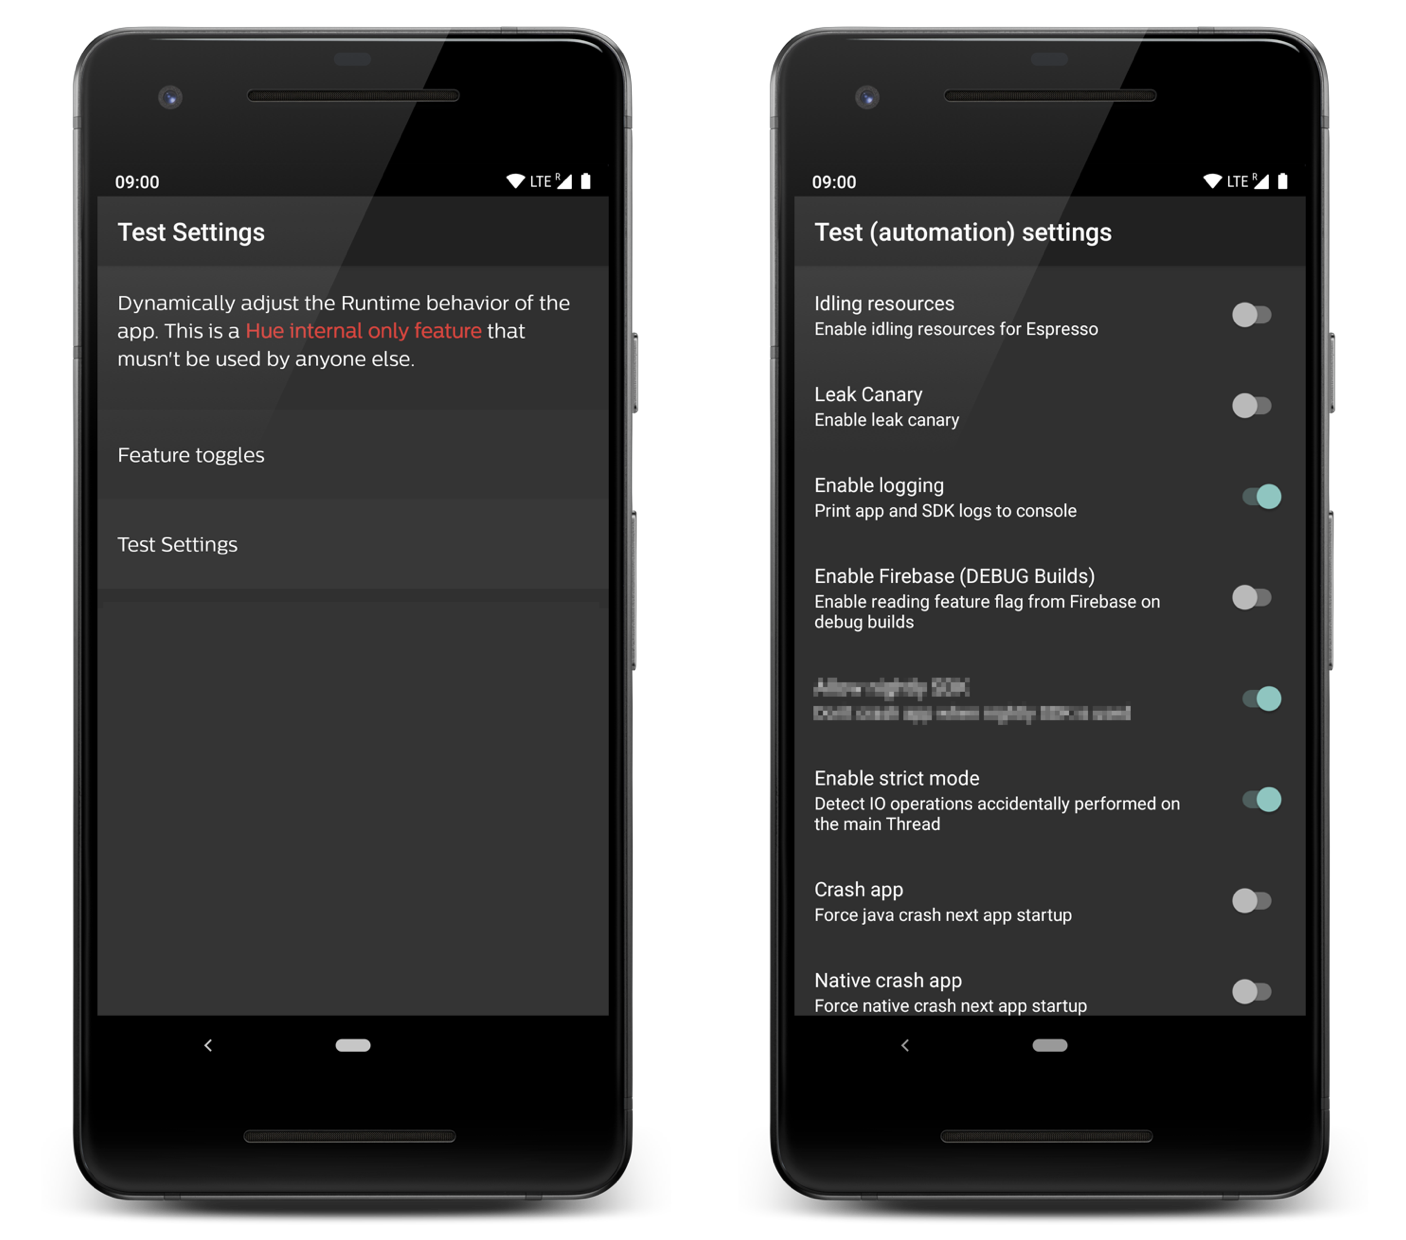 09:00
LTE R
Test Settings
Dynamically adjust the Runtime behavior of the
app. This is a Hue internal only feature that
musn't be used by anyone else.
Feature toggles
Test Settings
09:00
LTE R
Test (automation) settings
Idling resources
Enable idling resources for Espresso
Leak Canary
Enable leak canary
Enable logging
Print app and SDK logs to console
Enable Firebase (DEBUG Builds)
Enable reading feature flag from Firebase on
debug builds
Enable strict mode
Detect IO operations accidentally performed on
the main Thread
Crash app
Force java crash next app startup
Native crash app
Force native crash next app startup